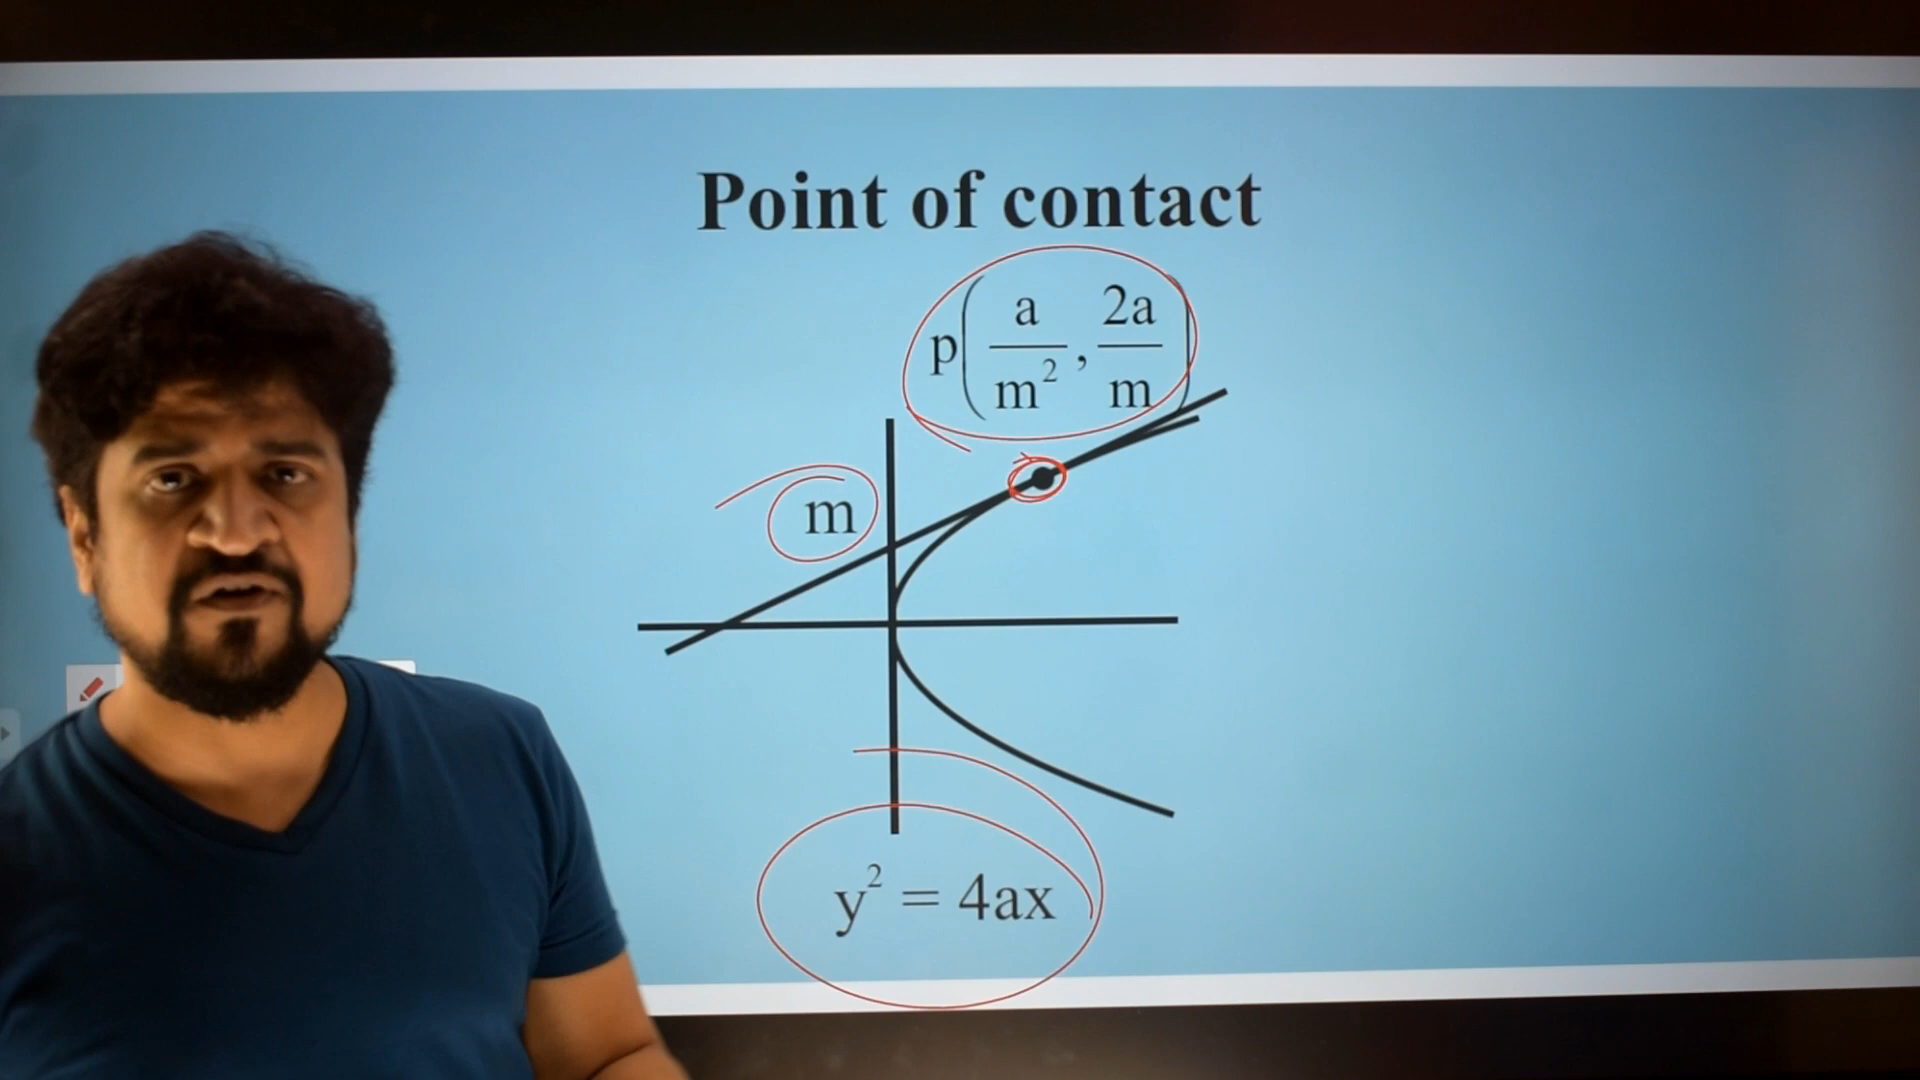 Point of contact
p(a/m², 2a/m)
m
y² = 4ax